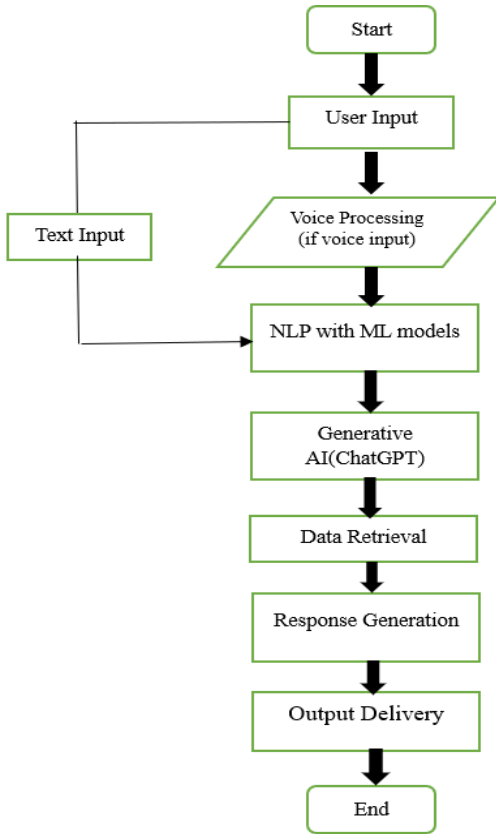 Start
User Input
Voice Processing
(if voice input)
Text Input
NLP with ML models
Generative
AI(ChatGPT)
Data Retrieval
Response Generation
Output Delivery
End